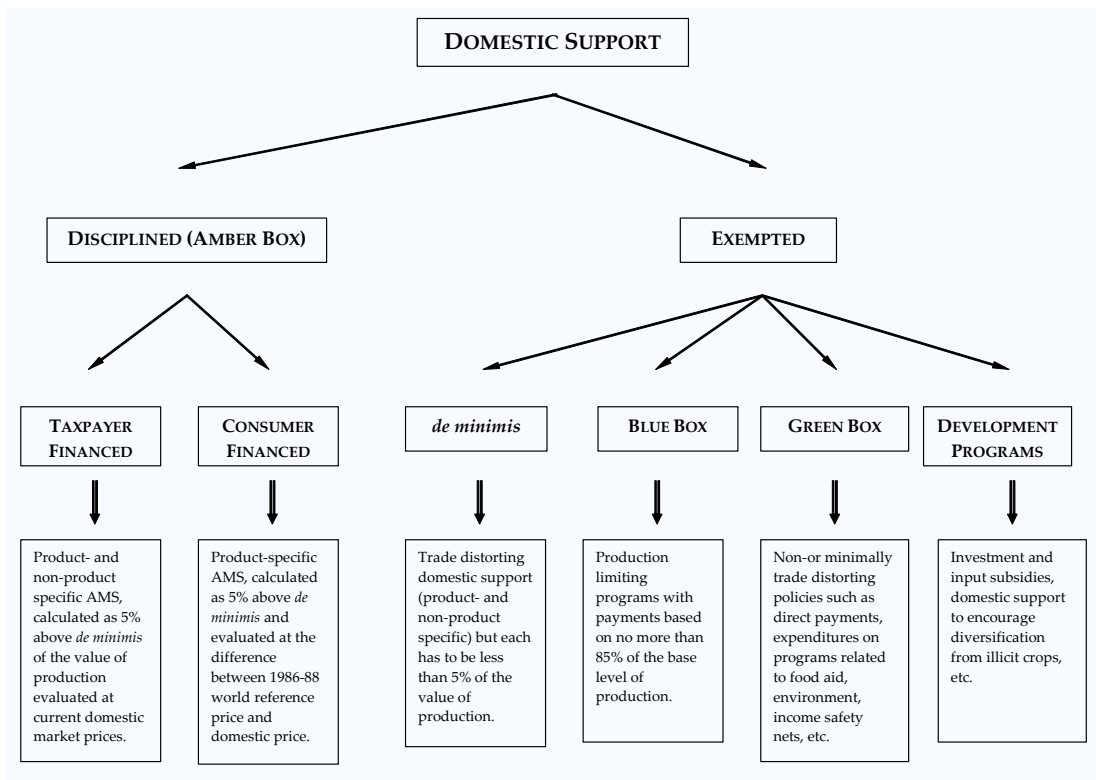 DOMESTIC SUPPORT
DISCIPLINED (AMBER BOX)
EXEMPTED
TAXPAYER
FINANCED
CONSUMER
FINANCED
de minimis
BLUE BOX
GREEN BOX
DEVELOPMENT
PROGRAMS
Product- and
non-product
specific AMS,
calculated as 5%
above de minimis
of the value of
production
evaluated at
current domestic
market prices.
Product-specific
AMS, calculated
as 5% above de
minimis and
evaluated at the
difference
between 1986-88
world reference
price and
domestic price.
Trade distorting
domestic support
(product- and
non-product
specific) but each
has to be less
than 5% of the
value of
production.
Production
limiting
programs with
payments based
on no more than
85% of the base
level of
production.
Non-or minimally
trade distorting
policies such as
direct payments,
expenditures on
programs related
to food aid,
environment,
income safety
nets, etc.
Investment and
input subsidies,
domestic support
to encourage
diversification
from illicit crops,
etc.